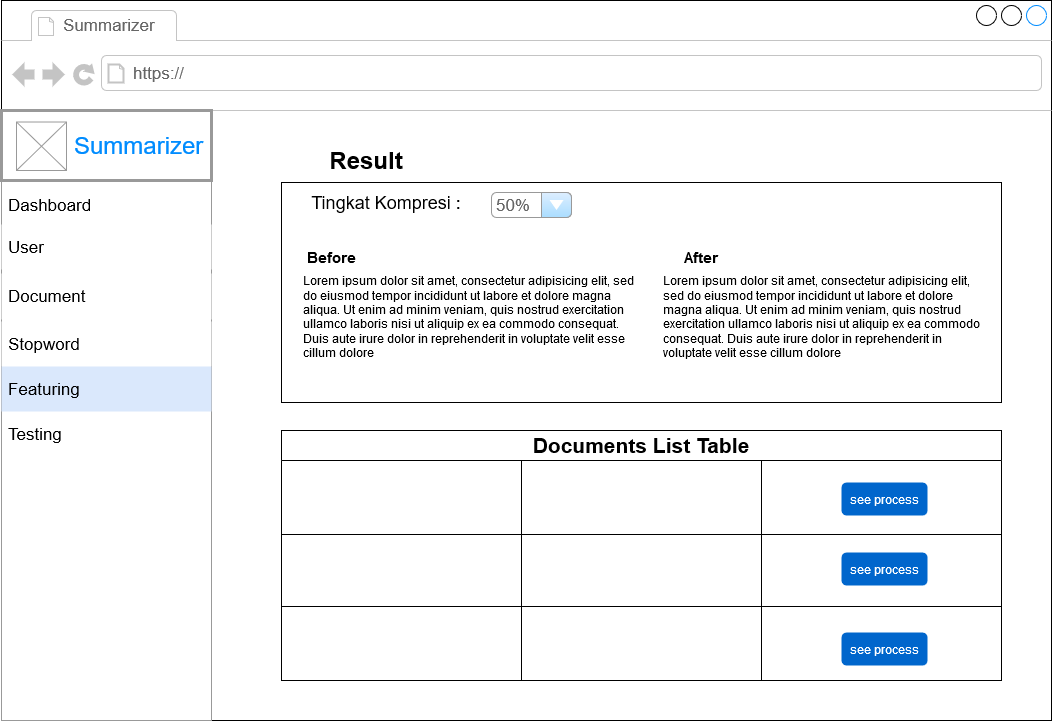 Summarizer
https://
Summarizer
Dashboard
User
Document
Stopword
Featuring
Testing
Result
Tingkat Kompresi :
50%
Before
Lorem ipsum dolor sit amet, consectetur adipisicing elit, sed
do eiusmod tempor incididunt ut labore et dolore magna
aliqua. Ut enim ad minim veniam, quis nostrud exercitation
ullamco laboris nisi ut aliquip ex ea commodo consequat.
Duis aute irure dolor in reprehenderit in voluptate velit esse
cillum dolore
After
Lorem ipsum dolor sit amet, consectetur adipisicing elit,
sed do eiusmod tempor incididunt ut labore et dolore
magna aliqua. Ut enim ad minim veniam, quis nostrud
exercitation ullamco laboris nisi ut aliquip ex ea commodo
consequat. Duis aute irure dolor in reprehenderit in
voluptate velit esse cillum dolore
Documents List Table
see process
see process
see process